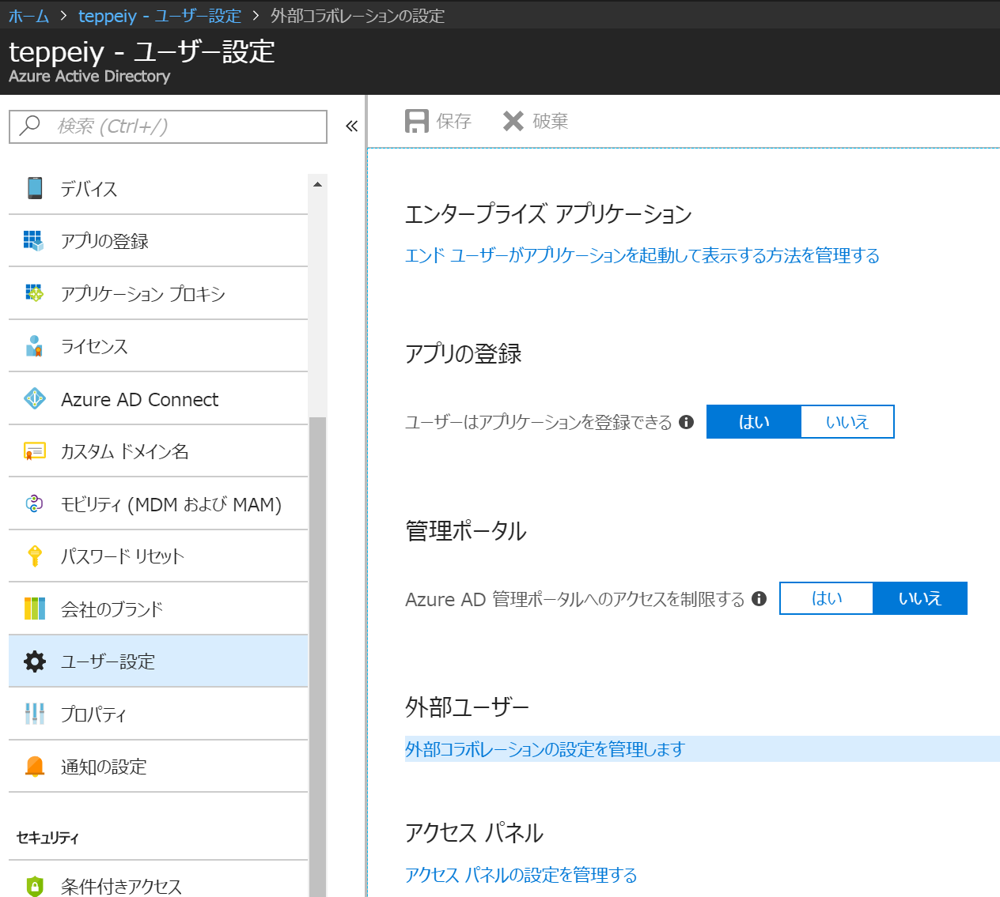 ホーム > teppeiy - ユーザー設定 > 外部コラボレーションの設定
teppeiy - ユーザー設定
Azure Active Directory
検索 (Ctrl+/)
«
デバイス
アプリの登録
アプリケーション プロキシ
ライセンス
Azure AD Connect
カスタム ドメイン名
モビリティ (MDM および MAM)
パスワード リセット
会社のブランド
ユーザー設定
プロパティ
通知の設定
セキュリティ
条件付きアクセス
保存 破棄
エンタープライズ アプリケーション
エンド ユーザーがアプリケーションを起動して表示する方法を管理する
アプリの登録
ユーザーはアプリケーションを登録できる はい いいえ
管理ポータル
Azure AD 管理ポータルへのアクセスを制限する はい いいえ
外部ユーザー
外部コラボレーションの設定を管理します
アクセス パネル
アクセス パネルの設定を管理する